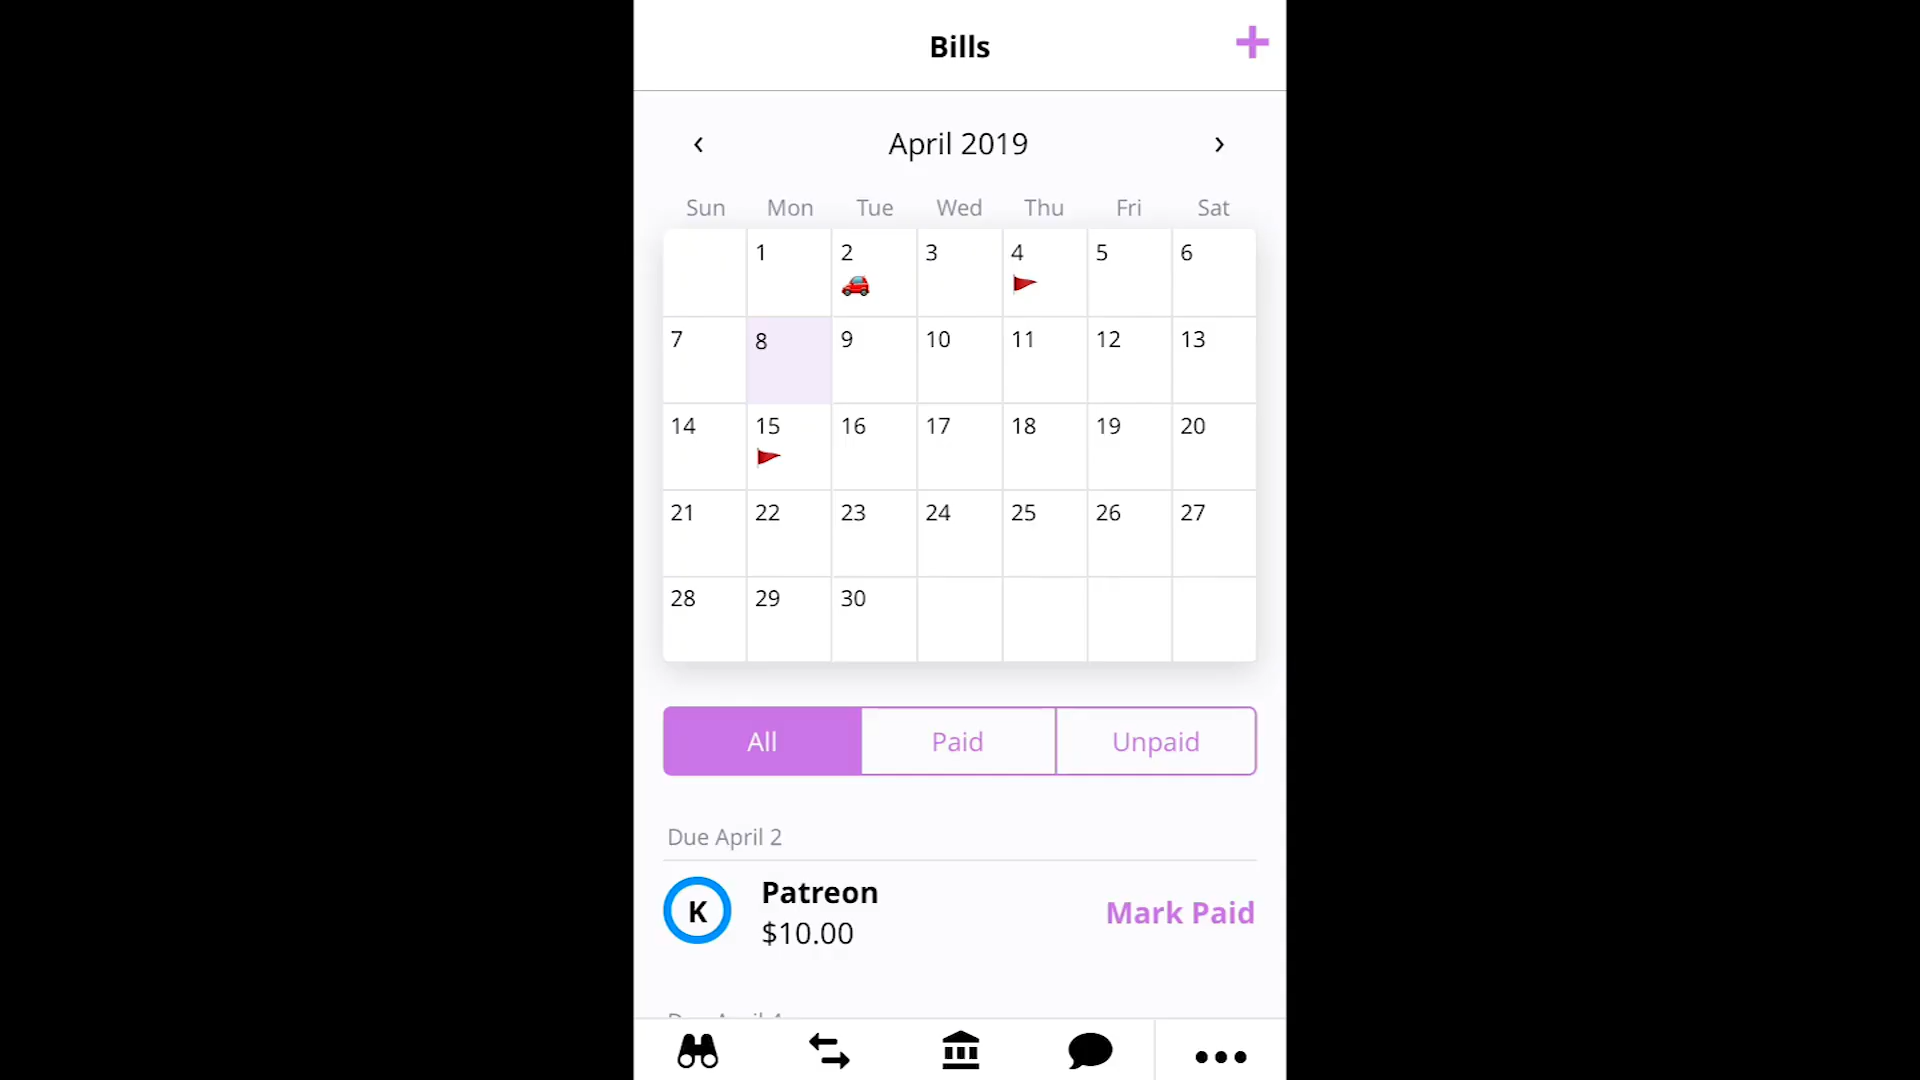 Bills
April 2019
Sun Mon Tue Wed Thu Fri Sat
1 2 3 4 5 6
7 8 9 10 11 12 13
14 15 16 17 18 19 20
21 22 23 24 25 26 27
28 29 30
All Paid Unpaid
Due April 2
K
Patreon
$10.00
Mark Paid